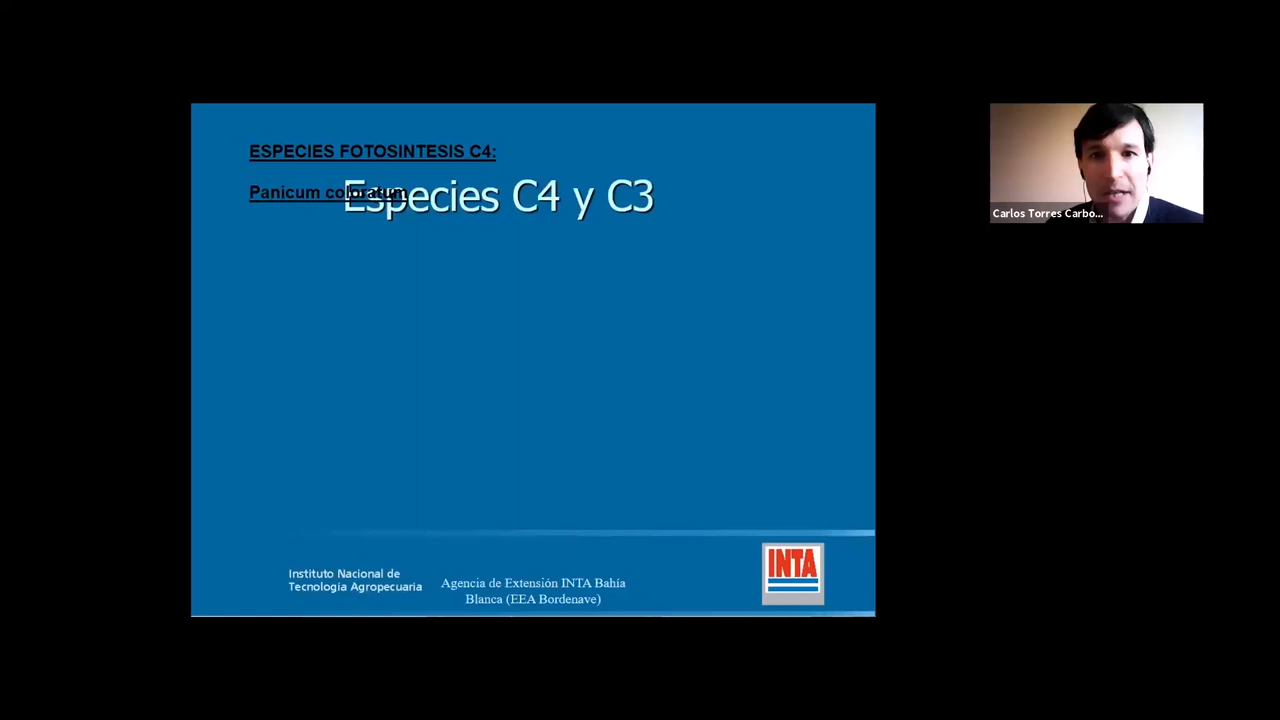 ESPECIES FOTOSINTESIS C4:
Panicum coloratum
Especies C4 y C3
Carlos Torres Carbo...
Instituto Nacional de
Tecnología Agropecuaria
Agencia de Extensión INTA Bahía
Blanca (EEA Bordenave)
INTA